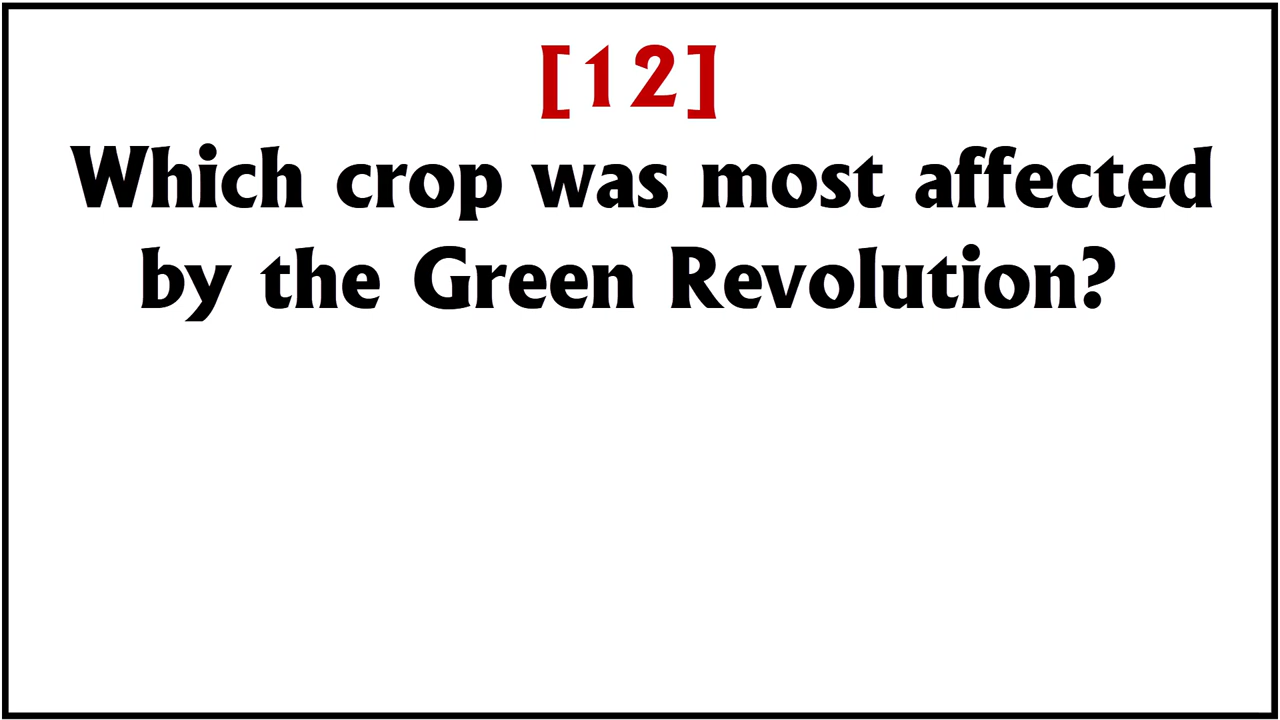 [12]
Which crop was most affected
by the Green Revolution?